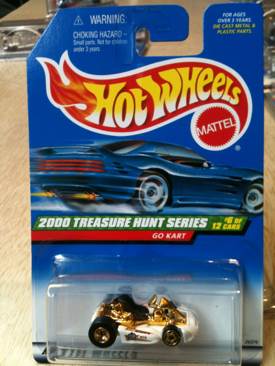 WARNING:
CHOKING HAZARD –
Small parts. Not for children
under 3 years.
FOR AGES
OVER 3 YEARS
DIE CAST METAL &
PLASTIC PARTS.
HOT WHEELS
MATTEL
2000 TREASURE HUNT SERIES
#6 OF
12 CARS
GO KART